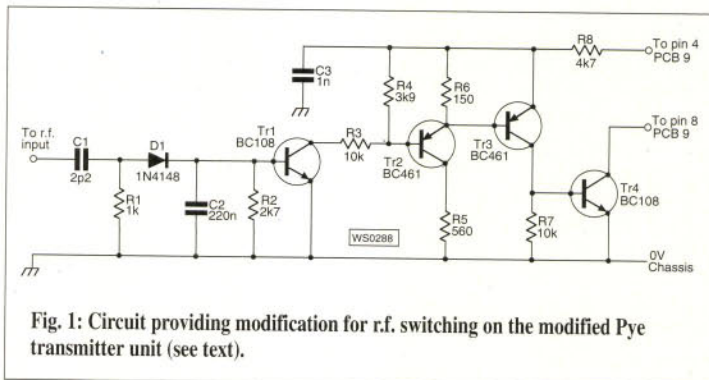 To r.f.
input
C1
2p2
R1
1k
D1
1N4148
C2
220n
R2
2k7
Tr1
BC108
C3
1n
R3
10k
R4
3k9
Tr2
BC461
R6
150
R5
560
Tr3
BC461
R7
10k
R8
4k7
To pin 4
PCB 9
To pin 8
PCB 9
Tr4
BC108
0V
Chassis
WS0288
Fig. 1: Circuit providing modification for r.f. switching on the modified Pye
transmitter unit (see text).